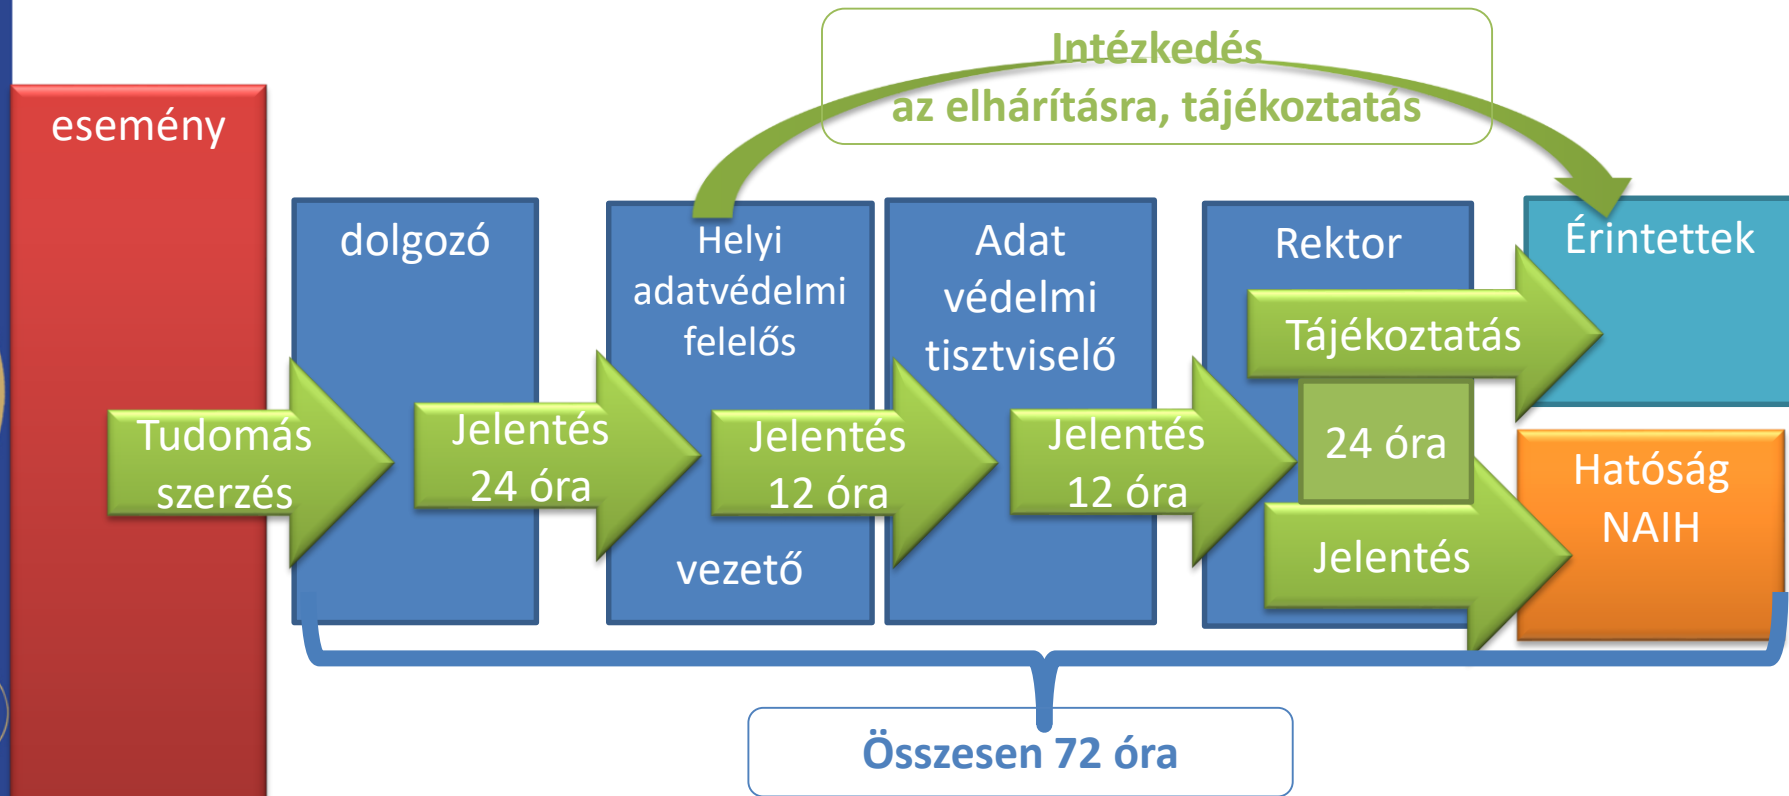 Intézkedés
az elhárításra, tájékoztatás
esemény
Tudomás
szerzés
dolgozó
Jelentés
24 óra
Helyi
adatvédelmi
felelős
vezető
Jelentés
12 óra
Adat
védelmi
tisztviselő
Jelentés
12 óra
Rektor
Tájékoztatás
24 óra
Jelentés
Érintettek
Hatóság
NAIH
Összesen 72 óra